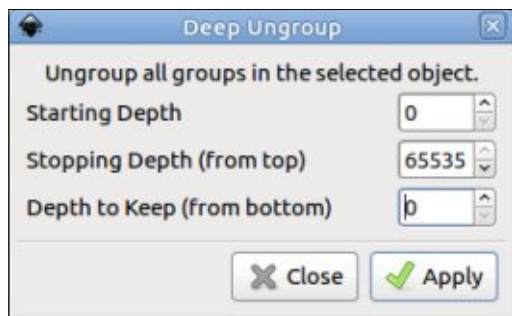 Deep Ungroup
Ungroup all groups in the selected object.
Starting Depth 0
Stopping Depth (from top) 65535
Depth to Keep (from bottom) 0
Close Apply